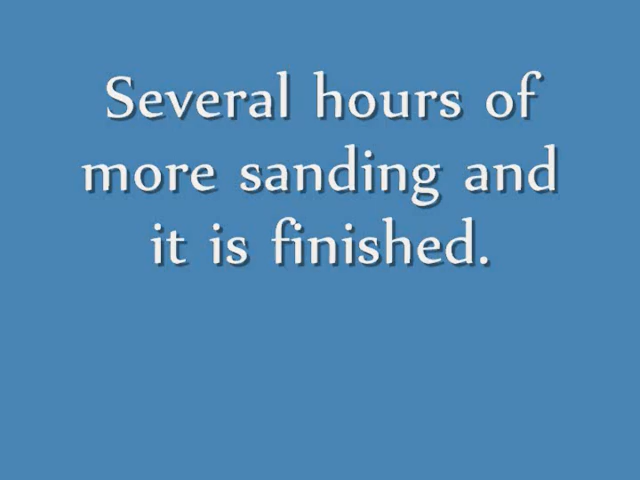 Several hours of
more sanding and
it is finished.